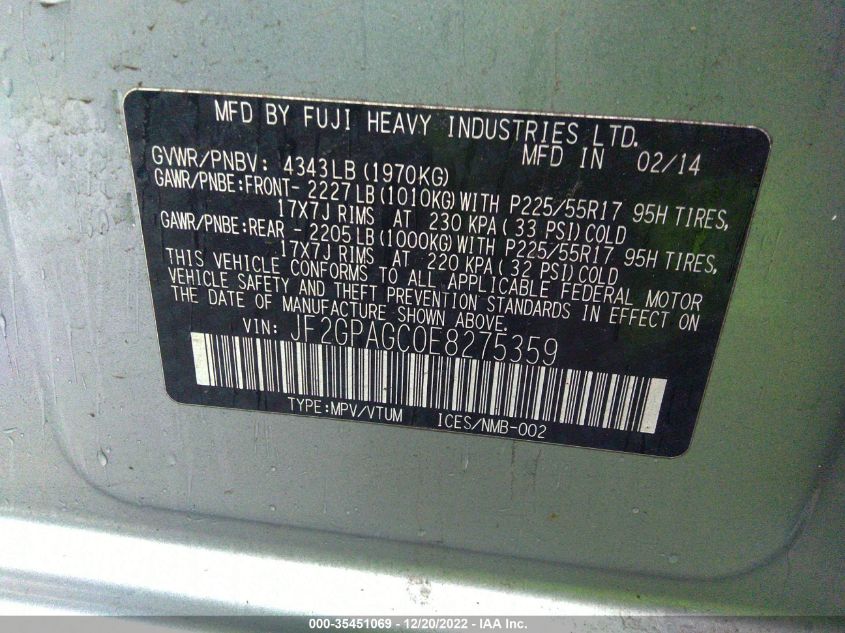 MFD BY FUJI HEAVY INDUSTRIES LTD.
MFD IN 02/14
GVWR/PNBV: 4343LB (1970KG)
GAWR/PNBE:FRONT- 2227LB(1010KG)WITH P225/55R17 95H TIRES,
17X7J RIMS AT 230 KPA( 33 PSI)COLD
GAWR/PNBE:REAR - 2205LB(1000KG)WITH P225/55R17 95H TIRES,
17X7J RIMS AT 220 KPA( 32 PSI)COLD
THIS VEHICLE CONFORMS TO ALL APPLICABLE FEDERAL MOTOR
VEHICLE SAFETY AND THEFT PREVENTION STANDARDS IN EFFECT ON
THE DATE OF MANUFACTURE SHOWN ABOVE.
VIN: JF2GPAGC0E8275359
TYPE:MPV/VTUM ICES/NMB-002
000-35451069 - 12/20/2022 - IAA Inc.